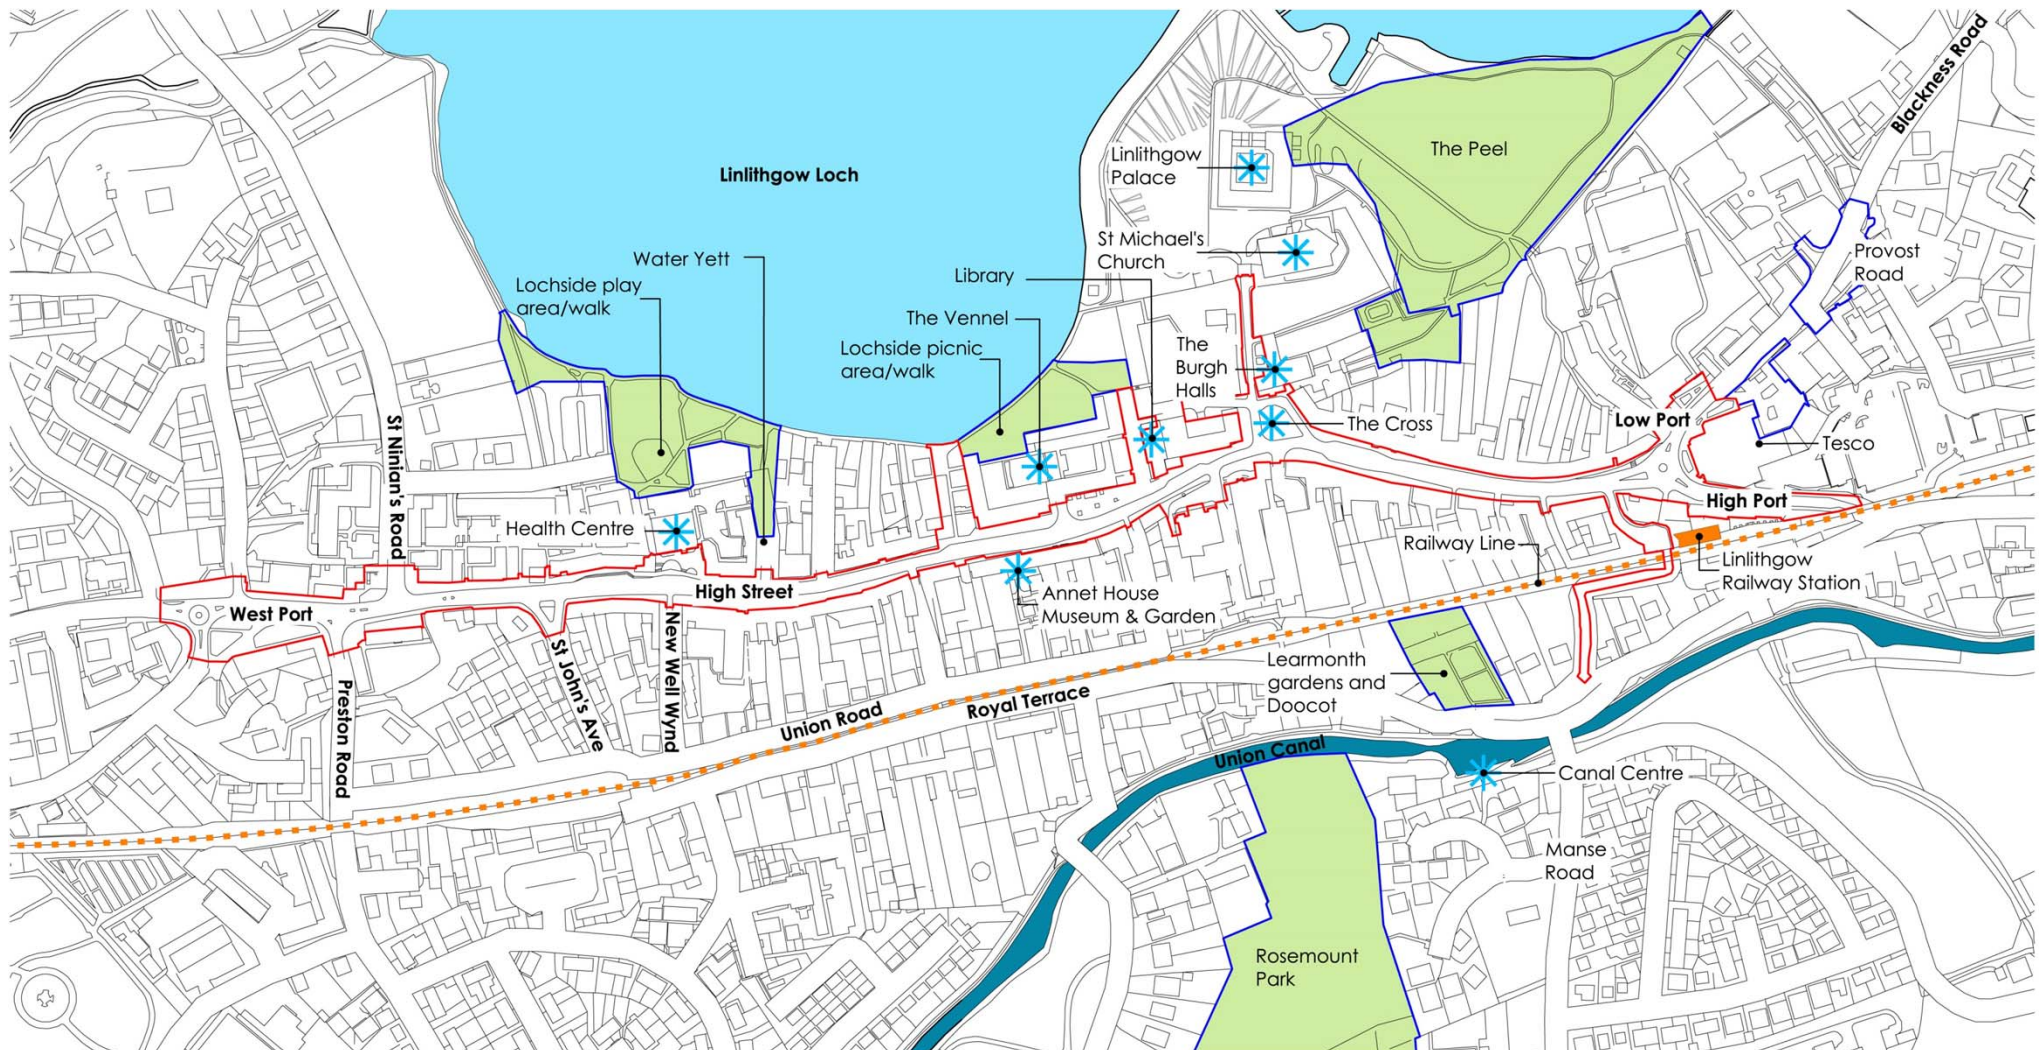 Blackness Road
The Peel
Linlithgow
Palace
Linlithgow Loch
St Michael's
Church
Provost
Road
Water Yett
Library
Lochside play
area/walk
The Vennel
Lochside picnic
area/walk
The
Burgh
Halls
The Cross
Low Port
Tesco
St Ninian's Road
High Port
Health Centre
Railway Line
Linlithgow
Railway Station
High Street
Annet House
Museum & Garden
West Port
New Well Wynd
St John's Ave
Preston Road
Learmonth
gardens and
Doocot
Royal Terrace
Union Road
Union Canal
Canal Centre
Manse
Road
Rosemount
Park